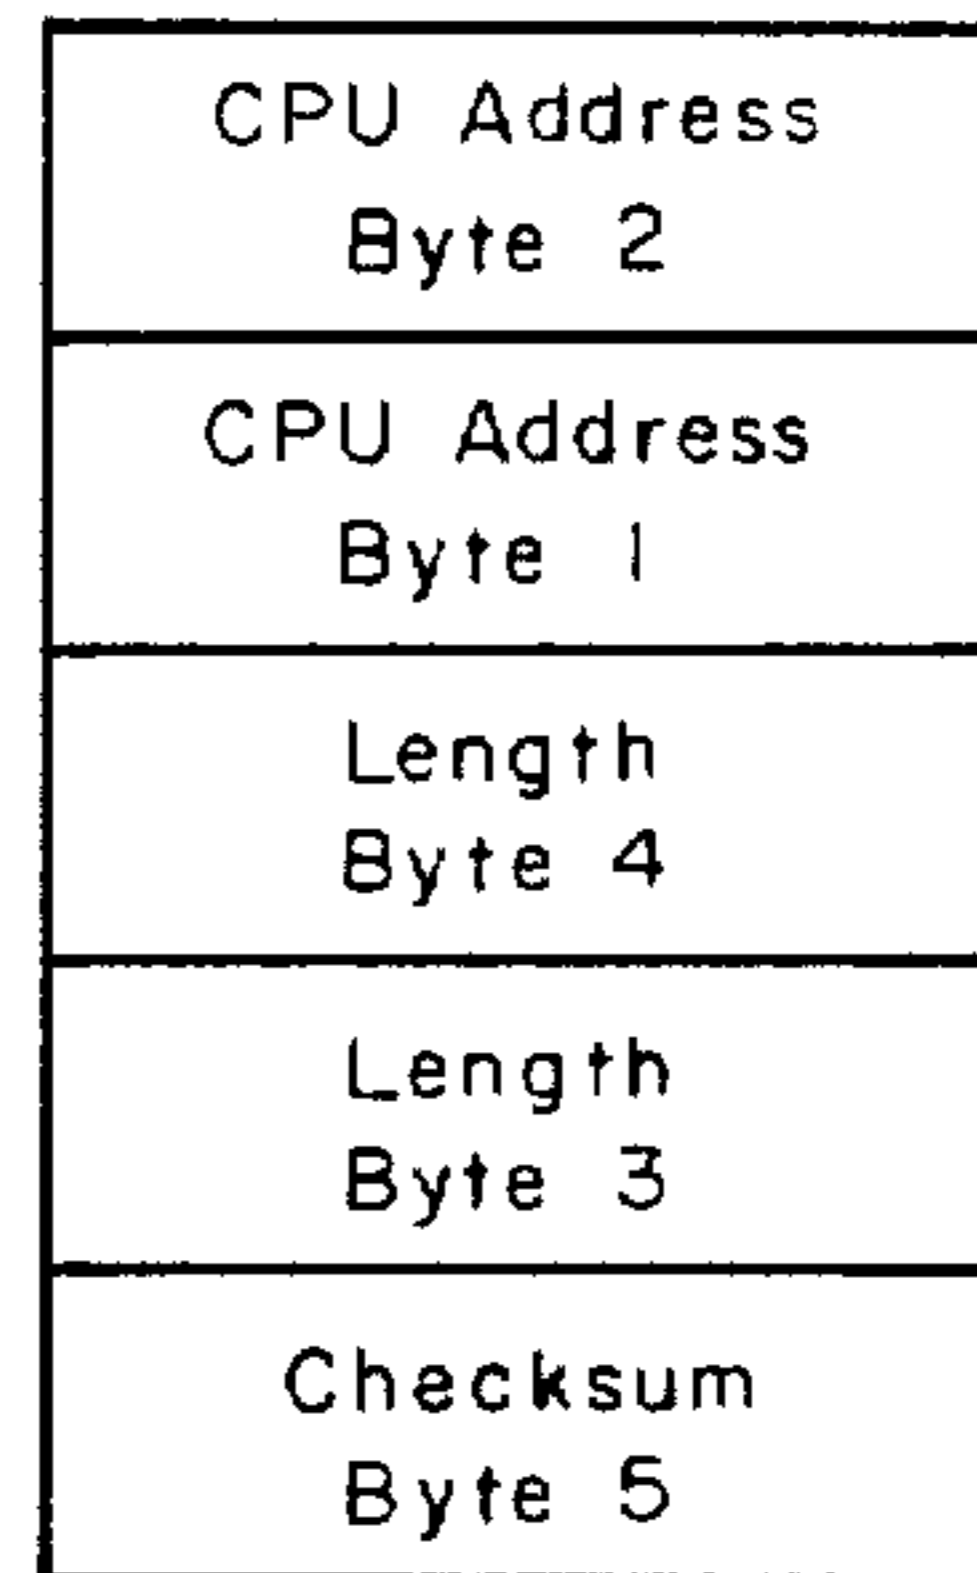 CPU Address
Byte 2
CPU Address
Byte 1
Length
Byte 4
Length
Byte 3
Checksum
Byte 5